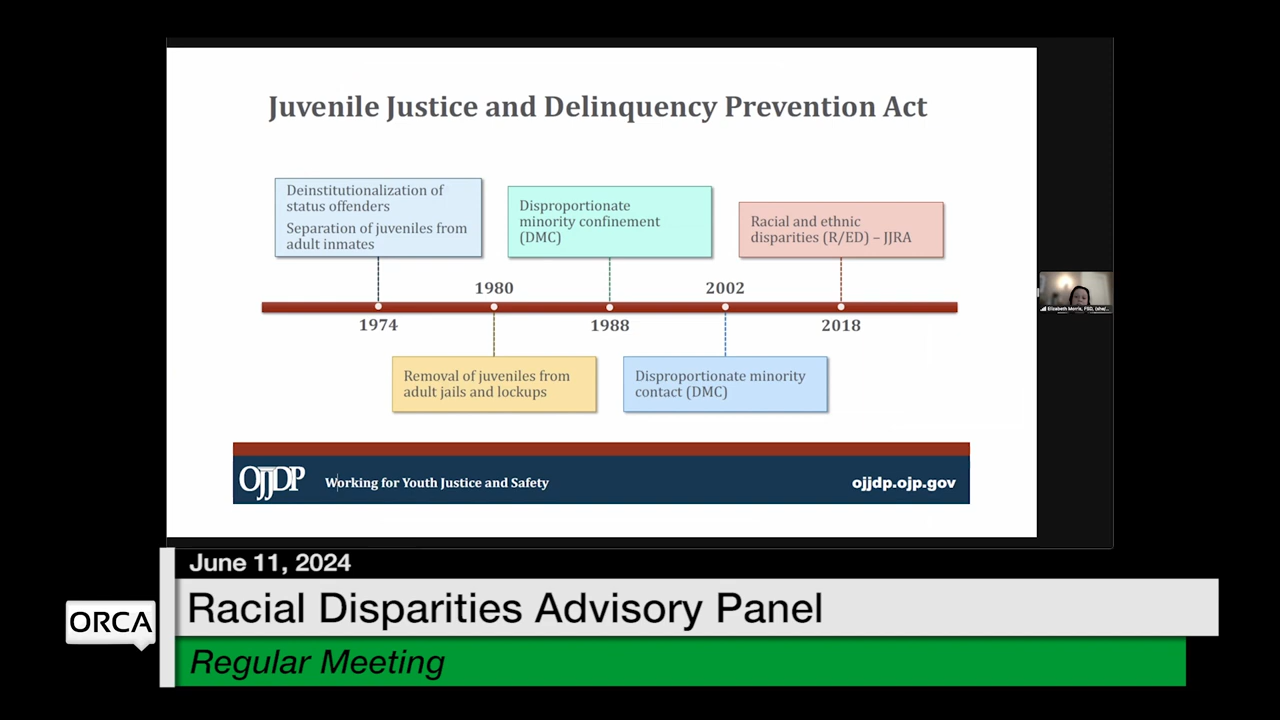 Juvenile Justice and Delinquency Prevention Act
Deinstitutionalization of
status offenders
Separation of juveniles from
adult inmates
Disproportionate
minority confinement
(DMC)
Racial and ethnic
disparities (R/ED) – JJRA
1980
2002
1974
1988
2018
Removal of juveniles from
adult jails and lockups
Disproportionate minority
contact (DMC)
OJJDP
Working for Youth Justice and Safety
ojjdp.ojp.gov
Elizabeth Morris, FSD,
June 11, 2024
ORCA
Racial Disparities Advisory Panel
Regular Meeting